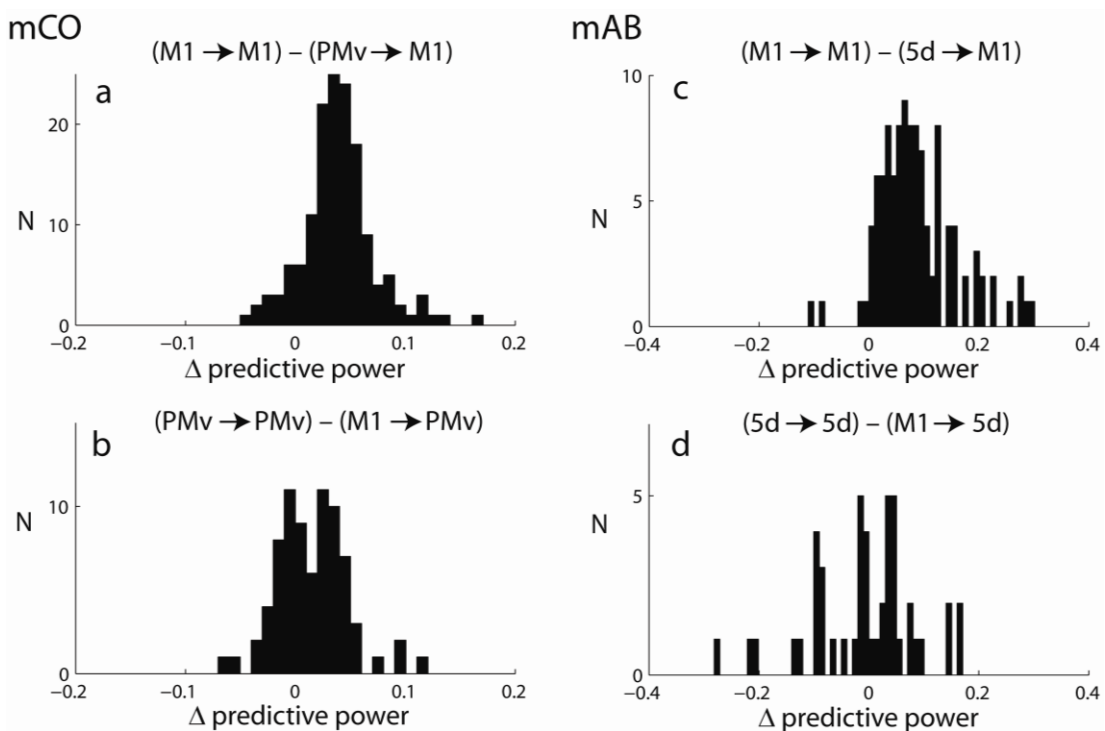 mCO
(M1 → M1) – (PMv → M1)
a
20
N
10
0
−0.2 −0.1 0 0.1 0.2
Δ predictive power
(PMv → PMv) – (M1 → PMv)
b
10
N
0
−0.2 −0.1 0 0.1 0.2
Δ predictive power
mAB
(M1 → M1) – (5d → M1)
c
10
N
5
0
−0.4 −0.2 0 0.2 0.4
Δ predictive power
(5d → 5d) – (M1 → 5d)
d
5
N
0
−0.4 −0.2 0 0.2 0.4
Δ predictive power